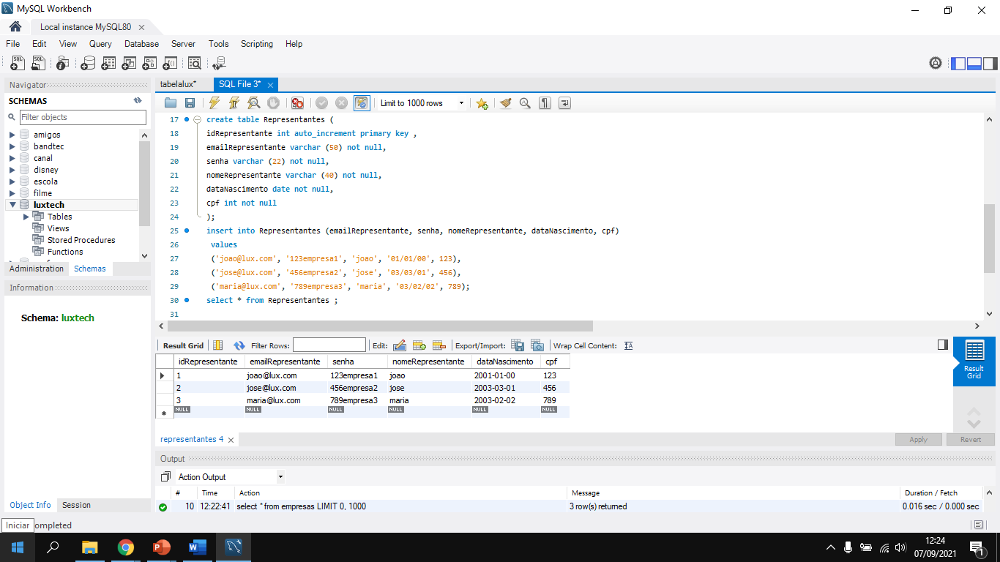 MySQL Workbench
Local instance MySQL80
File Edit View Query Database Server Tools Scripting Help
Navigator
SCHEMAS
Filter objects
amigos
bandtec
canal
disney
escola
filme
luxtech
Tables
Views
Stored Procedures
Functions
Administration Schemas
Information
Schema: luxtech
Object Info Session
tabelalux* SQL File 3*
Limit to 1000 rows
17 create table Representantes (
18 idRepresentante int auto_increment primary key ,
19 emailRepresentante varchar (50) not null,
20 senha varchar (22) not null,
21 nomeRepresentante varchar (40) not null,
22 dataNascimento date not null,
23 cpf int not null
24 );
25 insert into Representantes (emailRepresentante, senha, nomeRepresentante, dataNascimento, cpf)
26 values
27 ('joao@lux.com', '123empresa1', 'joao', '01/01/00', 123),
28 ('jose@lux.com', '456empresa2', 'jose', '03/03/01', 456),
29 ('maria@lux.com', '789empresa3', 'maria', '03/02/02', 789);
30 select * from Representantes ;
31
Result Grid Filter Rows: Edit: Export/Import: Wrap Cell Content:
idRepresentante emailRepresentante senha nomeRepresentante dataNascimento cpf
1 joao@lux.com 123empresa1 joao 2001-01-00 123
2 jose@lux.com 456empresa2 jose 2003-03-01 456
3 maria@lux.com 789empresa3 maria 2003-02-02 789
NULL NULL NULL NULL NULL NULL
Result
Grid
representantes 4
Apply Revert
Output
Action Output
# Time Action Message Duration / Fetch
10 12:22:41 select * from empresas LIMIT 0, 1000 3 row(s) returned 0.016 sec / 0.000 sec
Iniciar ompleted
12:24
07/09/2021
1